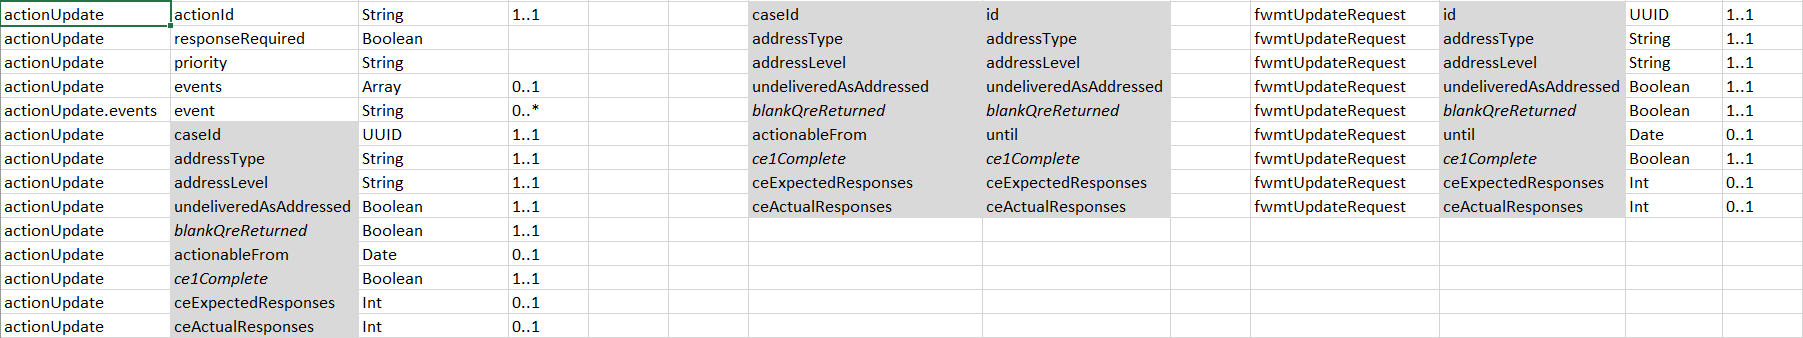 actionUpdate actionId String 1..1 caseId id fwmtUpdateRequest id UUID 1..1
actionUpdate responseRequired Boolean addressType addressType fwmtUpdateRequest addressType String 1..1
actionUpdate priority String addressLevel addressLevel fwmtUpdateRequest addressLevel String 1..1
actionUpdate events Array 0..1 undeliveredAsAddressed undeliveredAsAddressed fwmtUpdateRequest undeliveredAsAddressed Boolean 1..1
actionUpdate.events event String 0..* blankQreReturned blankQreReturned fwmtUpdateRequest blankQreReturned Boolean 1..1
actionUpdate caseId UUID 1..1 actionableFrom until fwmtUpdateRequest until Date 0..1
actionUpdate addressType String 1..1 ce1Complete ce1Complete fwmtUpdateRequest ce1Complete Boolean 1..1
actionUpdate addressLevel String 1..1 ceExpectedResponses ceExpectedResponses fwmtUpdateRequest ceExpectedResponses Int 0..1
actionUpdate undeliveredAsAddressed Boolean 1..1 ceActualResponses ceActualResponses fwmtUpdateRequest ceActualResponses Int 0..1
actionUpdate blankQreReturned Boolean 1..1
actionUpdate actionableFrom Date 0..1
actionUpdate ce1Complete Boolean 1..1
actionUpdate ceExpectedResponses Int 0..1
actionUpdate ceActualResponses Int 0..1